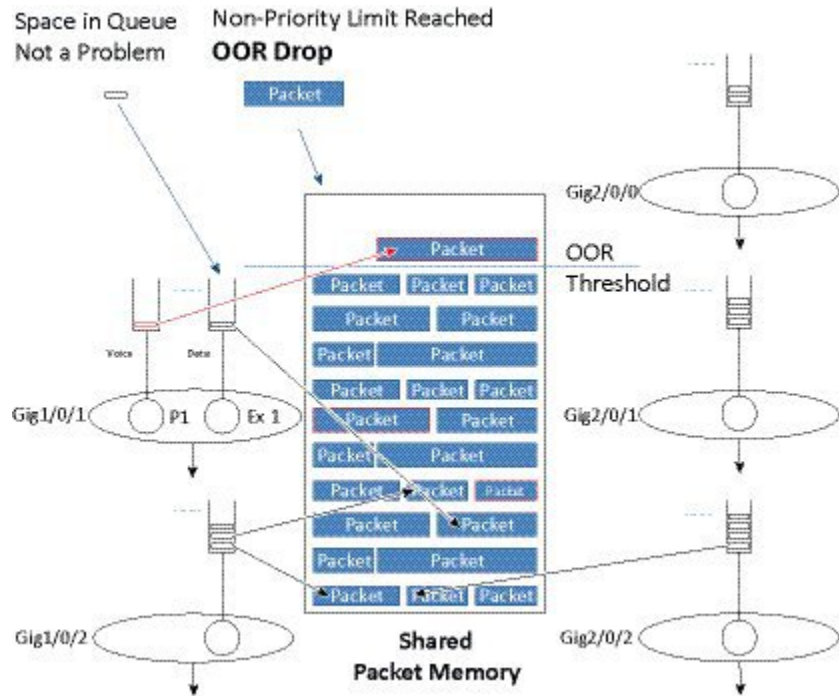 Space in Queue
Not a Problem
Non-Priority Limit Reached
OOR Drop
Packet
Gig2/0/0
Packet
OOR
Threshold
Packet Packet Packet
Packet Packet
Voice
Data
Packet Packet
Packet Packet Packet
Gig1/0/1
P1
Ex 1
Packet Packet
Gig2/0/1
Packet Packet
Packet Packet Packet
Packet Packet
Packet Packet
Packet Packet Packet
Gig1/0/2
Shared
Packet Memory
Gig2/0/2